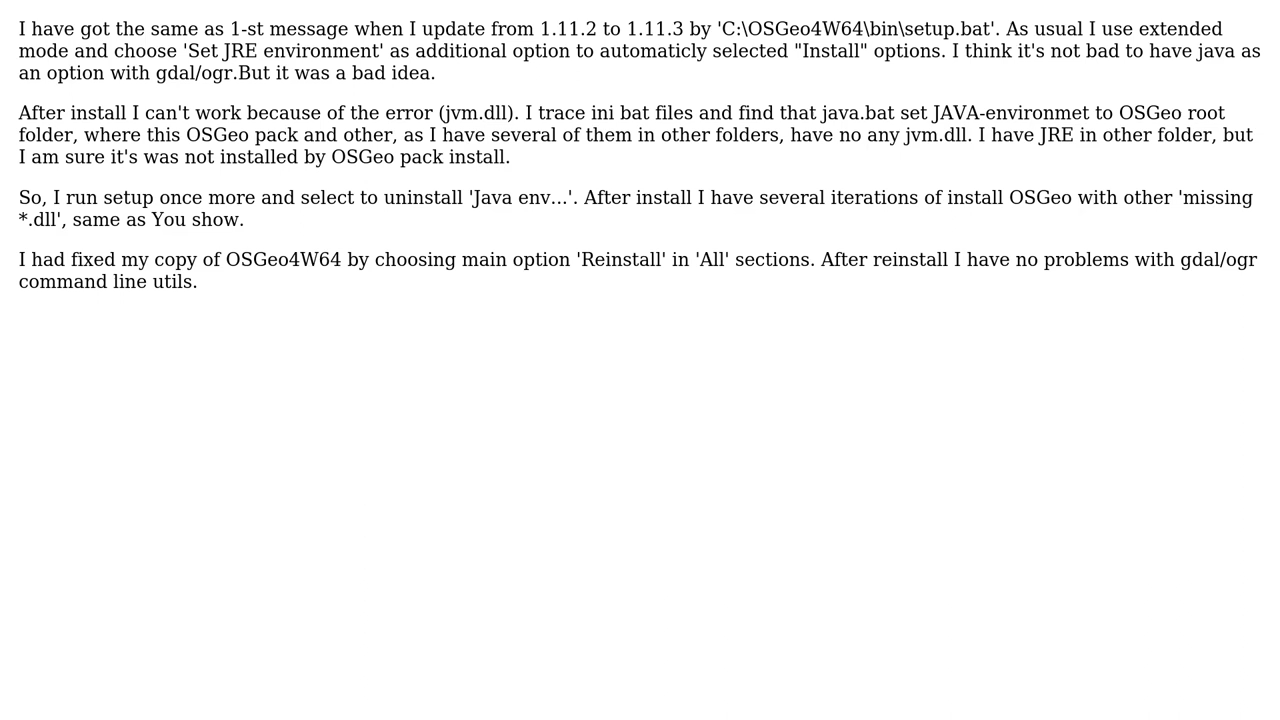 I have got the same as 1-st message when I update from 1.11.2 to 1.11.3 by 'C:\OSGeo4W64\bin\setup.bat'. As usual I use extended
mode and choose 'Set JRE environment' as additional option to automaticly selected "Install" options. I think it's not bad to have java as
an option with gdal/ogr.But it was a bad idea.
After install I can't work because of the error (jvm.dll). I trace ini bat files and find that java.bat set JAVA-environmet to OSGeo root
folder, where this OSGeo pack and other, as I have several of them in other folders, have no any jvm.dll. I have JRE in other folder, but
I am sure it's was not installed by OSGeo pack install.
So, I run setup once more and select to uninstall 'Java env...'. After install I have several iterations of install OSGeo with other 'missing
*.dll', same as You show.
I had fixed my copy of OSGeo4W64 by choosing main option 'Reinstall' in 'All' sections. After reinstall I have no problems with gdal/ogr
command line utils.